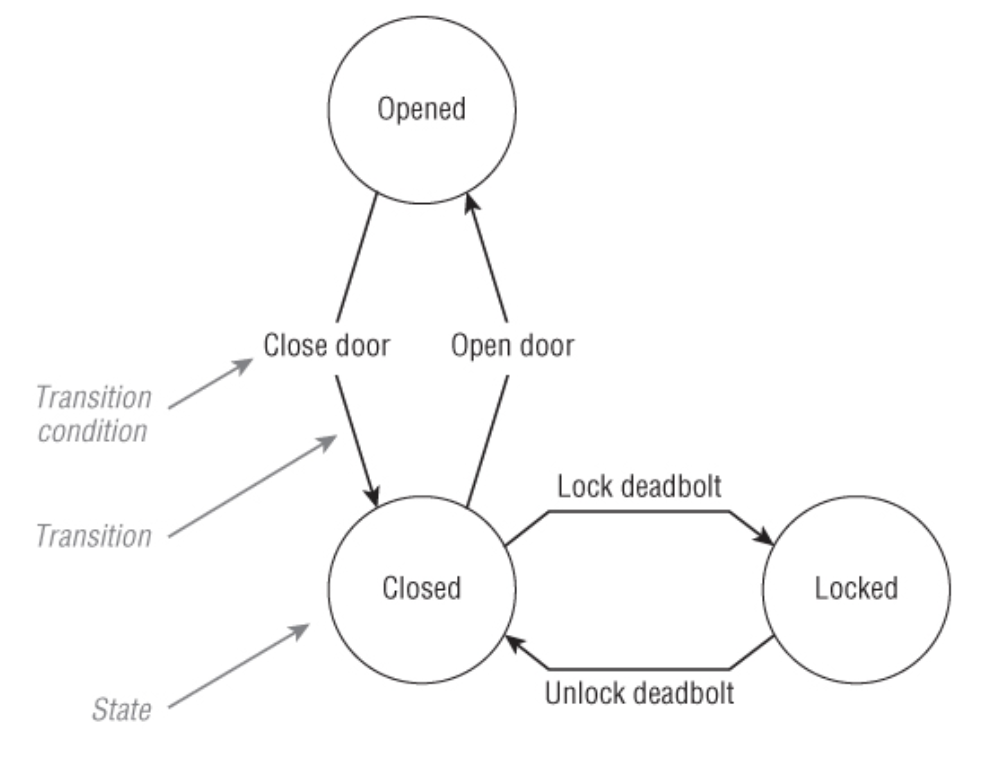 Opened
Close door
Open door
Transition
condition
Lock deadbolt
Transition
Closed
Locked
Unlock deadbolt
State